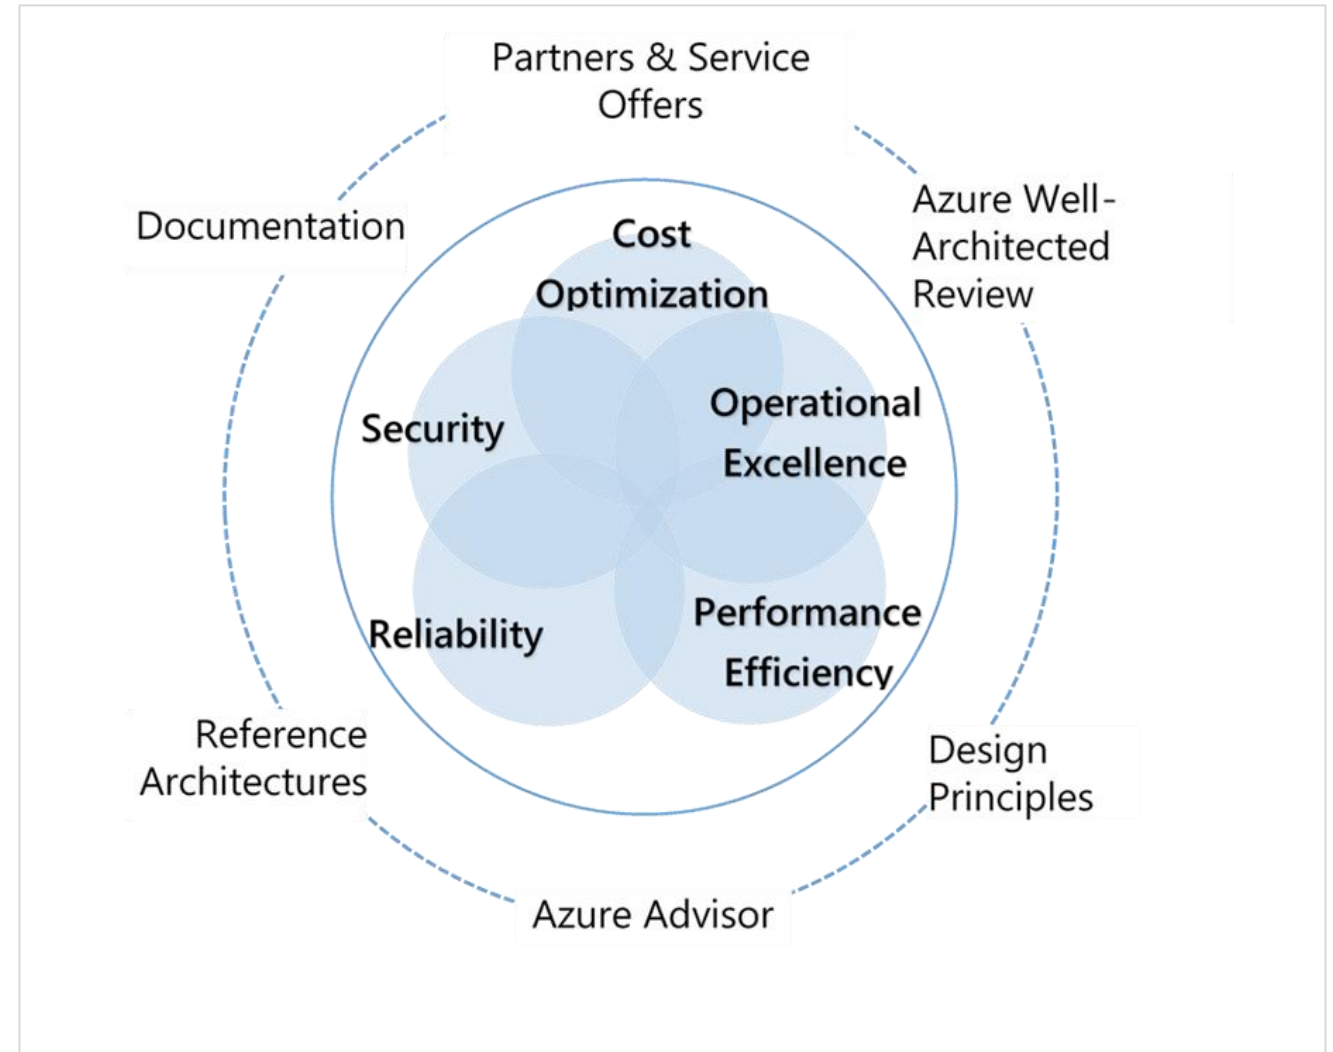 Partners & Service
Offers
Documentation
Azure Well-
Architected
Review
Cost
Optimization
Security
Operational
Excellence
Reliability
Performance
Efficiency
Reference
Architectures
Design
Principles
Azure Advisor